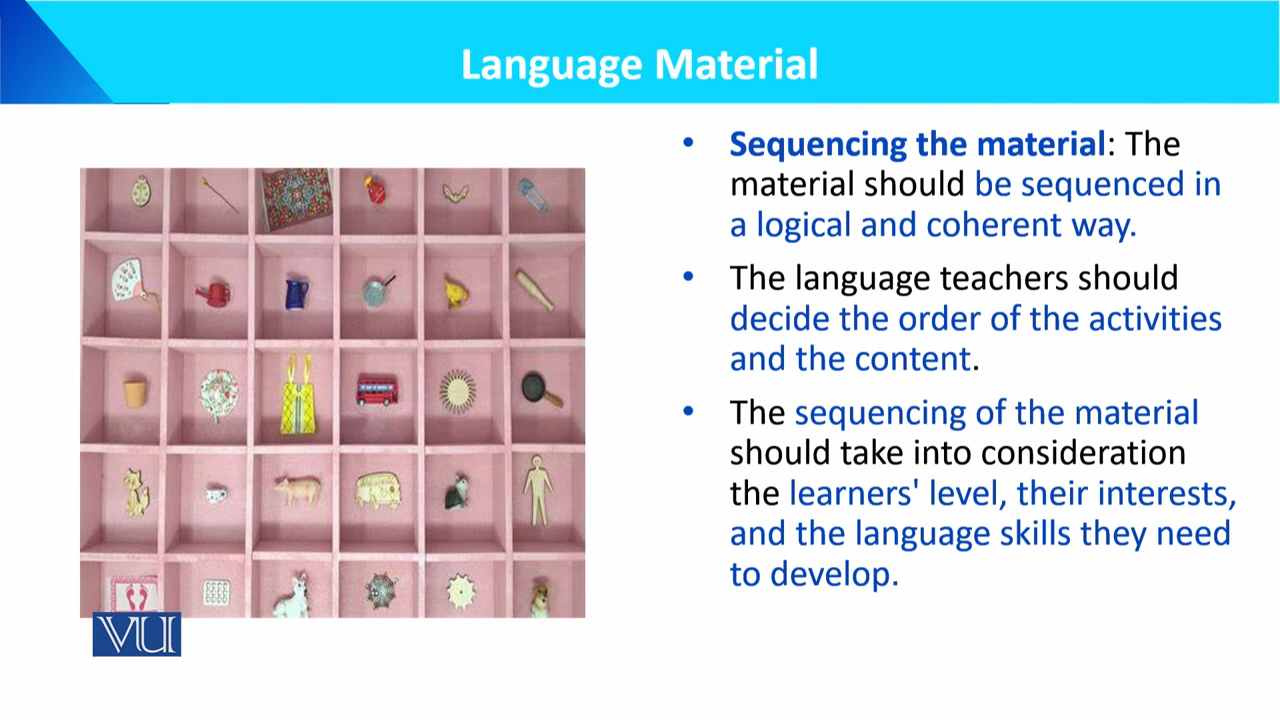 Language Material
• Sequencing the material: The
material should be sequenced in
a logical and coherent way.
• The language teachers should
decide the order of the activities
and the content.
• The sequencing of the material
should take into consideration
the learners' level, their interests,
and the language skills they need
to develop.
VU